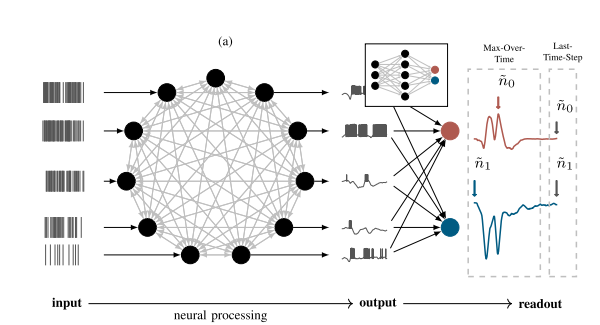 (a)
Max-Over-
Time
Last-
Time-Step
ñ₀
ñ₀
ñ₁
ñ₁
input
neural processing
output
readout